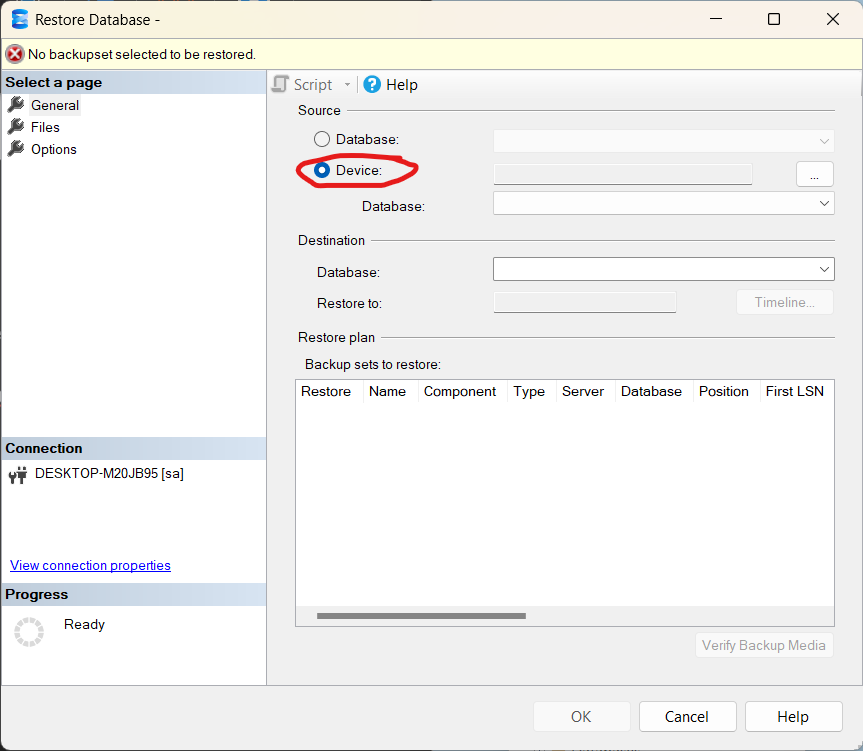 Restore Database -
No backupset selected to be restored.
Select a page
General
Files
Options
Connection
DESKTOP-M20JB95 [sa]
View connection properties
Progress
Ready
Script
Help
Source
Database:
Device:
...
Database:
Destination
Database:
Restore to:
Timeline...
Restore plan
Backup sets to restore:
Restore Name Component Type Server Database Position First LSN
Verify Backup Media
OK Cancel Help